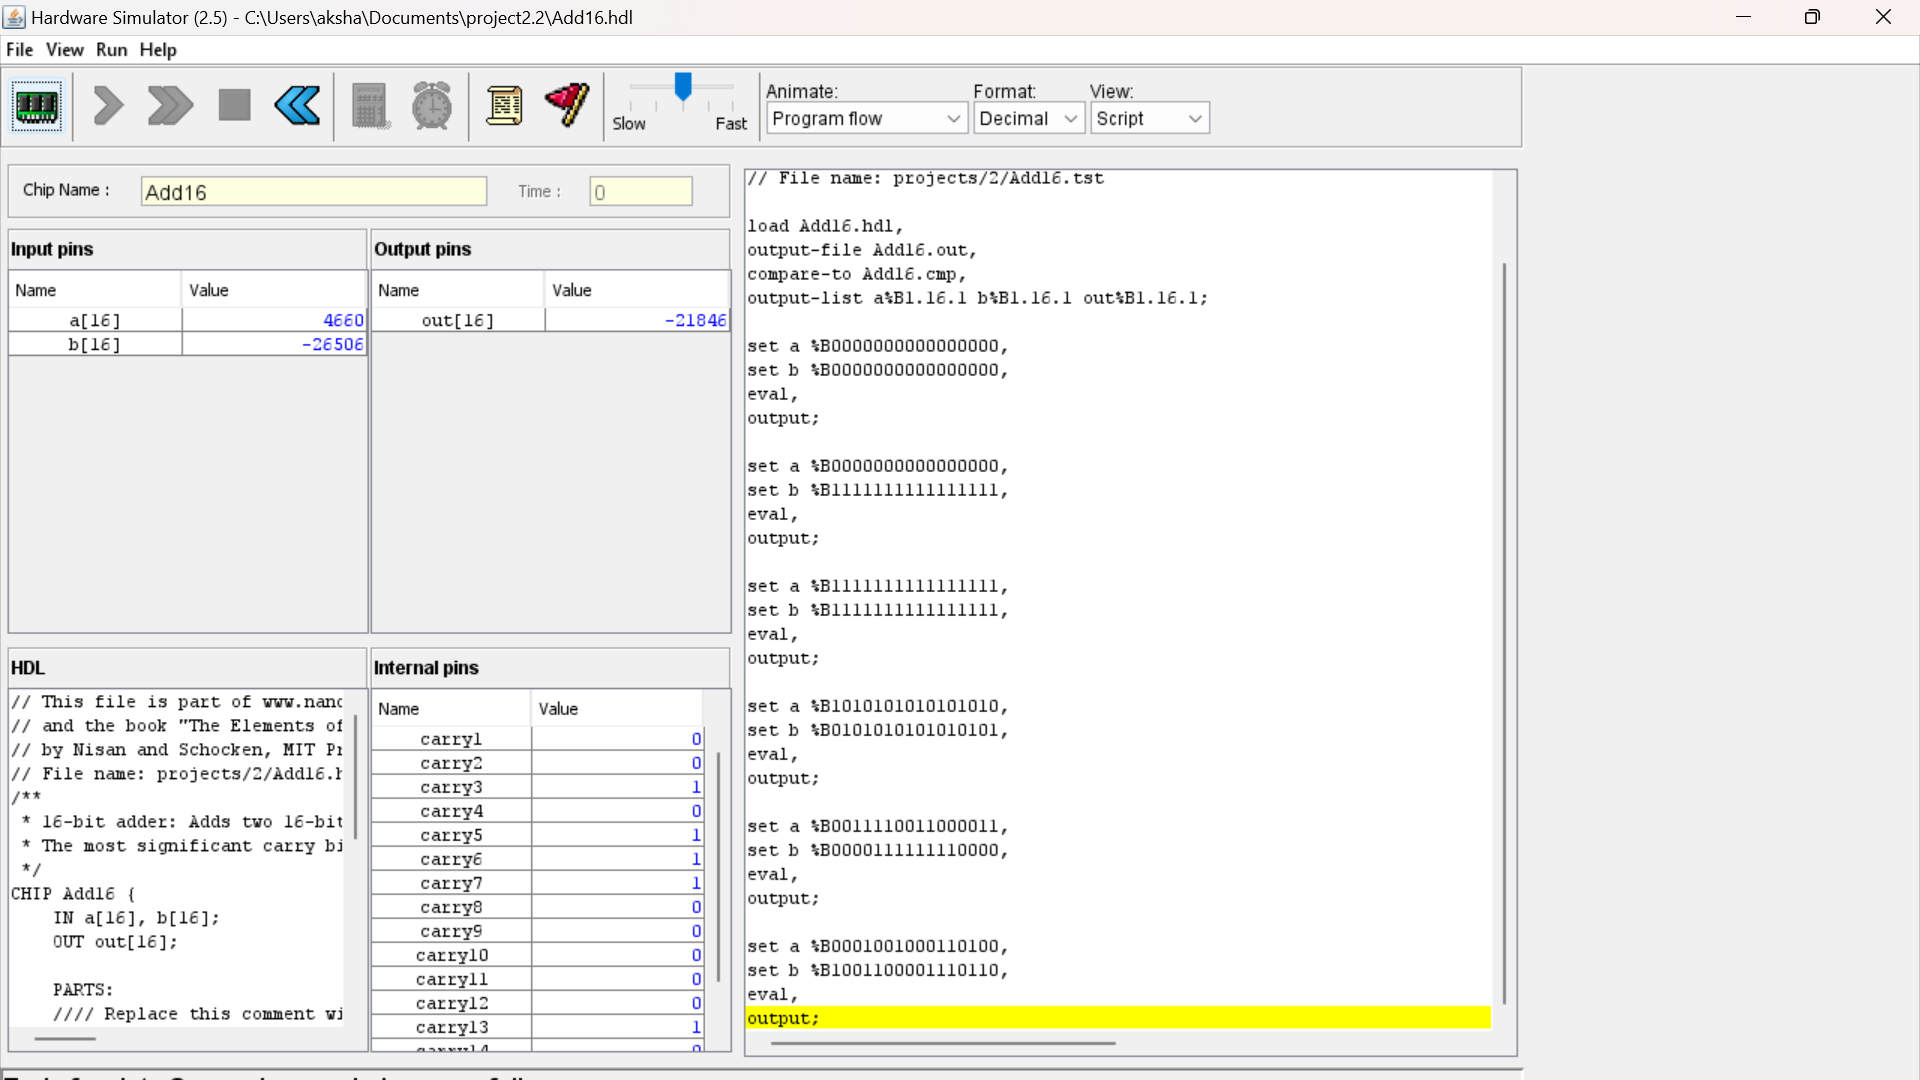 Hardware Simulator (2.5) - C:\Users\aksha\Documents\project2.2\Add16.hdl
File View Run Help
Slow Fast
Animate: Format: View:
Program flow Decimal Script
Chip Name : Add16 Time : 0
Input pins
Name Value
a[16] 4660
b[16] -26506
Output pins
Name Value
out[16] -21846
HDL
// This file is part of www.nand
// and the book "The Elements of
// by Nisan and Schocken, MIT Pr
// File name: projects/2/Add16.h
/**
* 16-bit adder: Adds two 16-bit
* The most significant carry bi
*/
CHIP Add16 {
IN a[16], b[16];
OUT out[16];
PARTS:
//// Replace this comment wi
Internal pins
Name Value
carry1 0
carry2 0
carry3 1
carry4 0
carry5 1
carry6 1
carry7 1
carry8 0
carry9 0
carry10 0
carry11 0
carry12 0
carry13 1
carry14 0
// File name: projects/2/Add16.tst
load Add16.hdl,
output-file Add16.out,
compare-to Add16.cmp,
output-list a%B1.16.1 b%B1.16.1 out%B1.16.1;
set a %B0000000000000000,
set b %B0000000000000000,
eval,
output;
set a %B0000000000000000,
set b %B1111111111111111,
eval,
output;
set a %B1111111111111111,
set b %B1111111111111111,
eval,
output;
set a %B1010101010101010,
set b %B0101010101010101,
eval,
output;
set a %B0011110011000011,
set b %B0000111111110000,
eval,
output;
set a %B0001001000110100,
set b %B1001100001110110,
eval,
output;